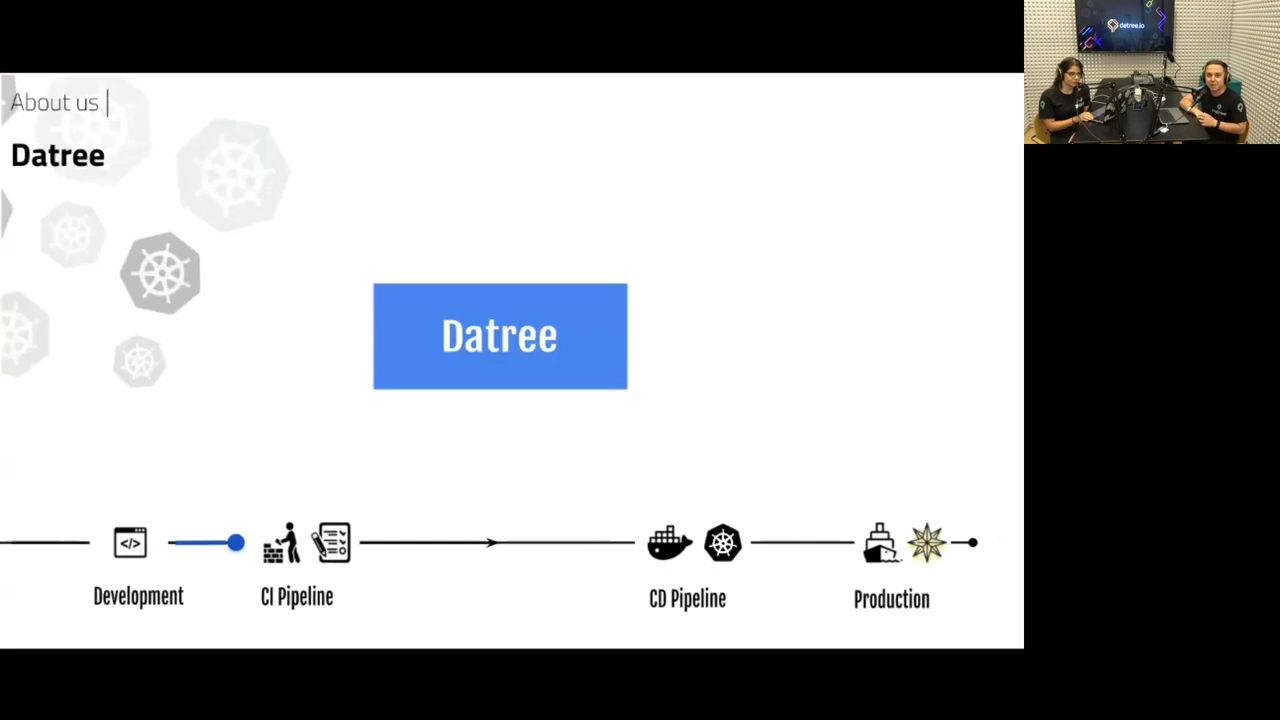 About us |
Datree
Datree
</>
Development
CI Pipeline
CD Pipeline
Production
datree.io